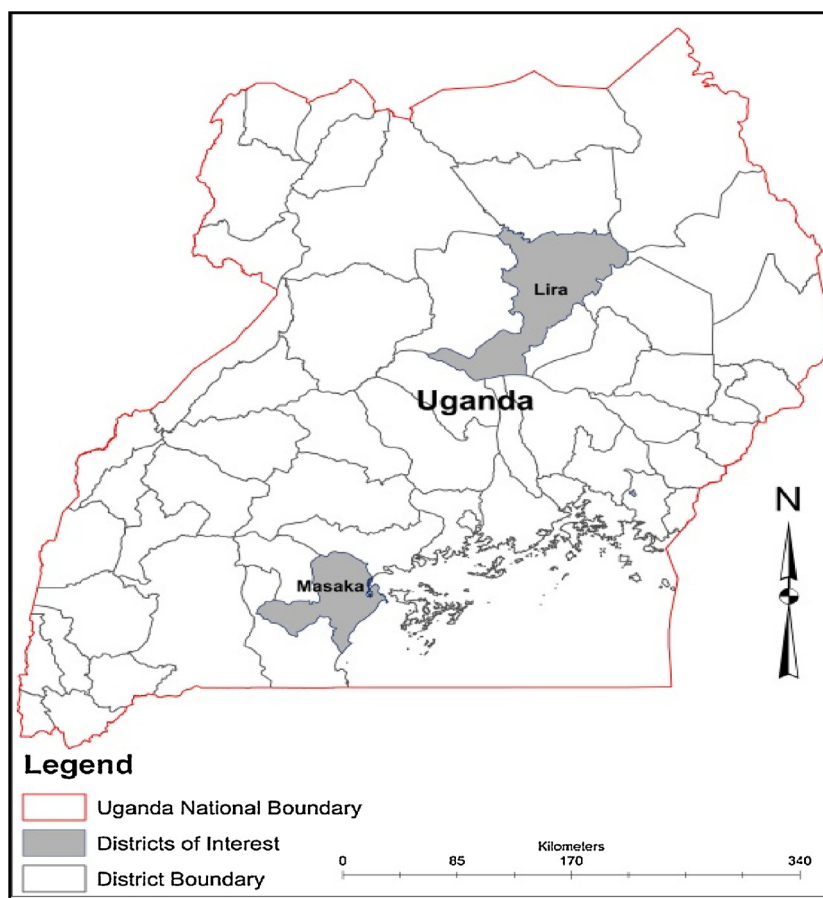 Lira
Uganda
N
Masaka
Legend
Uganda National Boundary
Districts of Interest
District Boundary
Kilometers
0 85 170 340